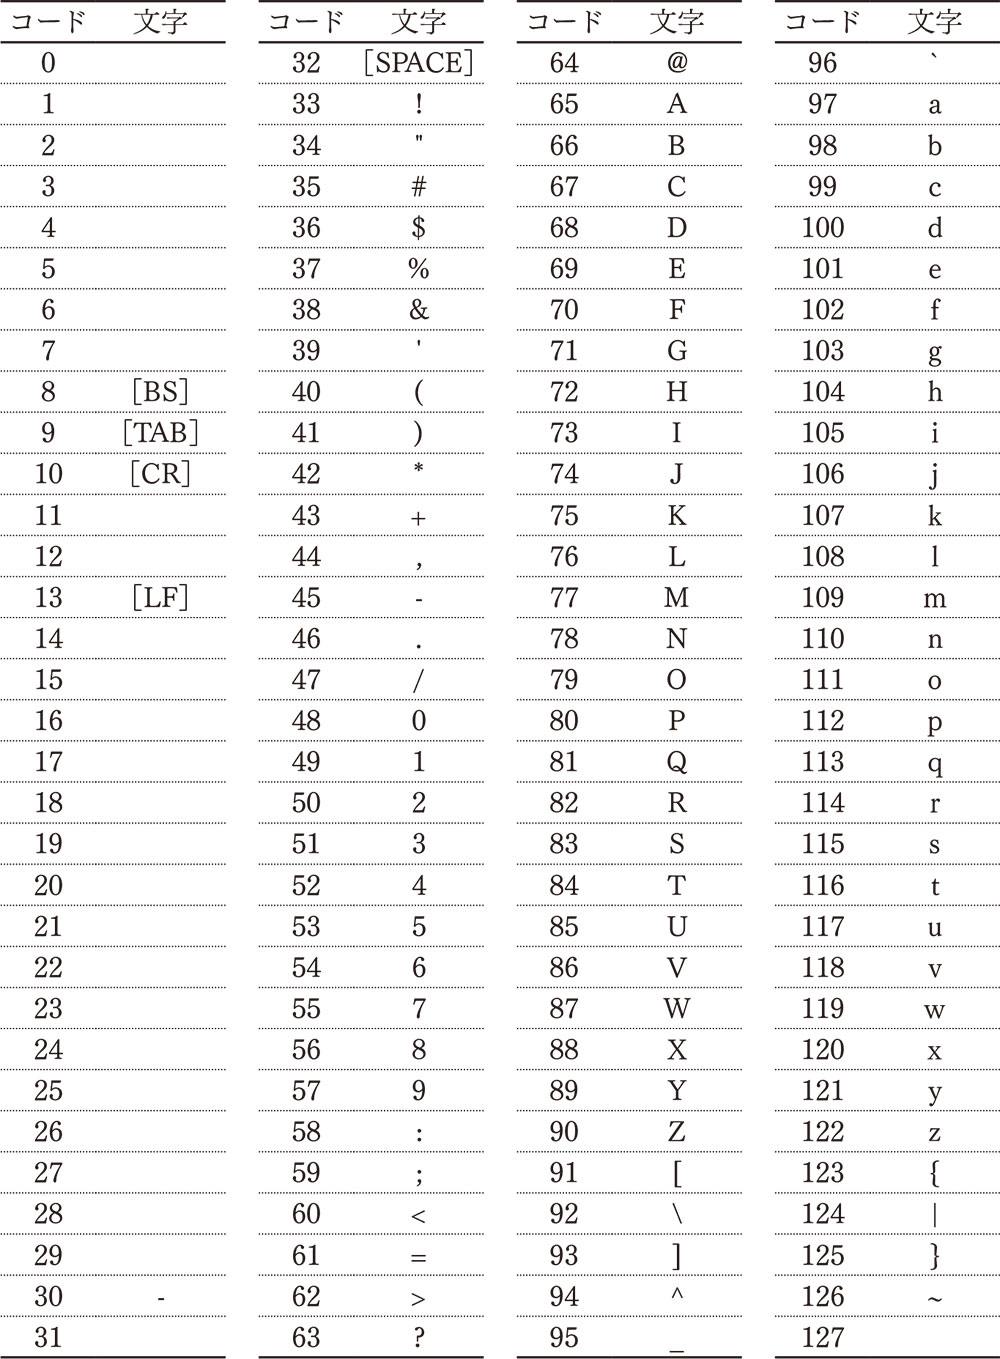 コード 文字 コード 文字 コード 文字 コード 文字
0 32 [SPACE] 64 @ 96 `
1 33 ! 65 A 97 a
2 34 " 66 B 98 b
3 35 # 67 C 99 c
4 36 $ 68 D 100 d
5 37 % 69 E 101 e
6 38 & 70 F 102 f
7 39 ' 71 G 103 g
8 [BS] 40 ( 72 H 104 h
9 [TAB] 41 ) 73 I 105 i
10 [CR] 42 * 74 J 106 j
11 43 + 75 K 107 k
12 44 , 76 L 108 l
13 [LF] 45 - 77 M 109 m
14 46 . 78 N 110 n
15 47 / 79 O 111 o
16 48 0 80 P 112 p
17 49 1 81 Q 113 q
18 50 2 82 R 114 r
19 51 3 83 S 115 s
20 52 4 84 T 116 t
21 53 5 85 U 117 u
22 54 6 86 V 118 v
23 55 7 87 W 119 w
24 56 8 88 X 120 x
25 57 9 89 Y 121 y
26 58 : 90 Z 122 z
27 59 ; 91 [ 123 {
28 60 < 92 \ 124 |
29 61 = 93 ] 125 }
30 - 62 > 94 ^ 126 ~
31 63 ? 95 _ 127